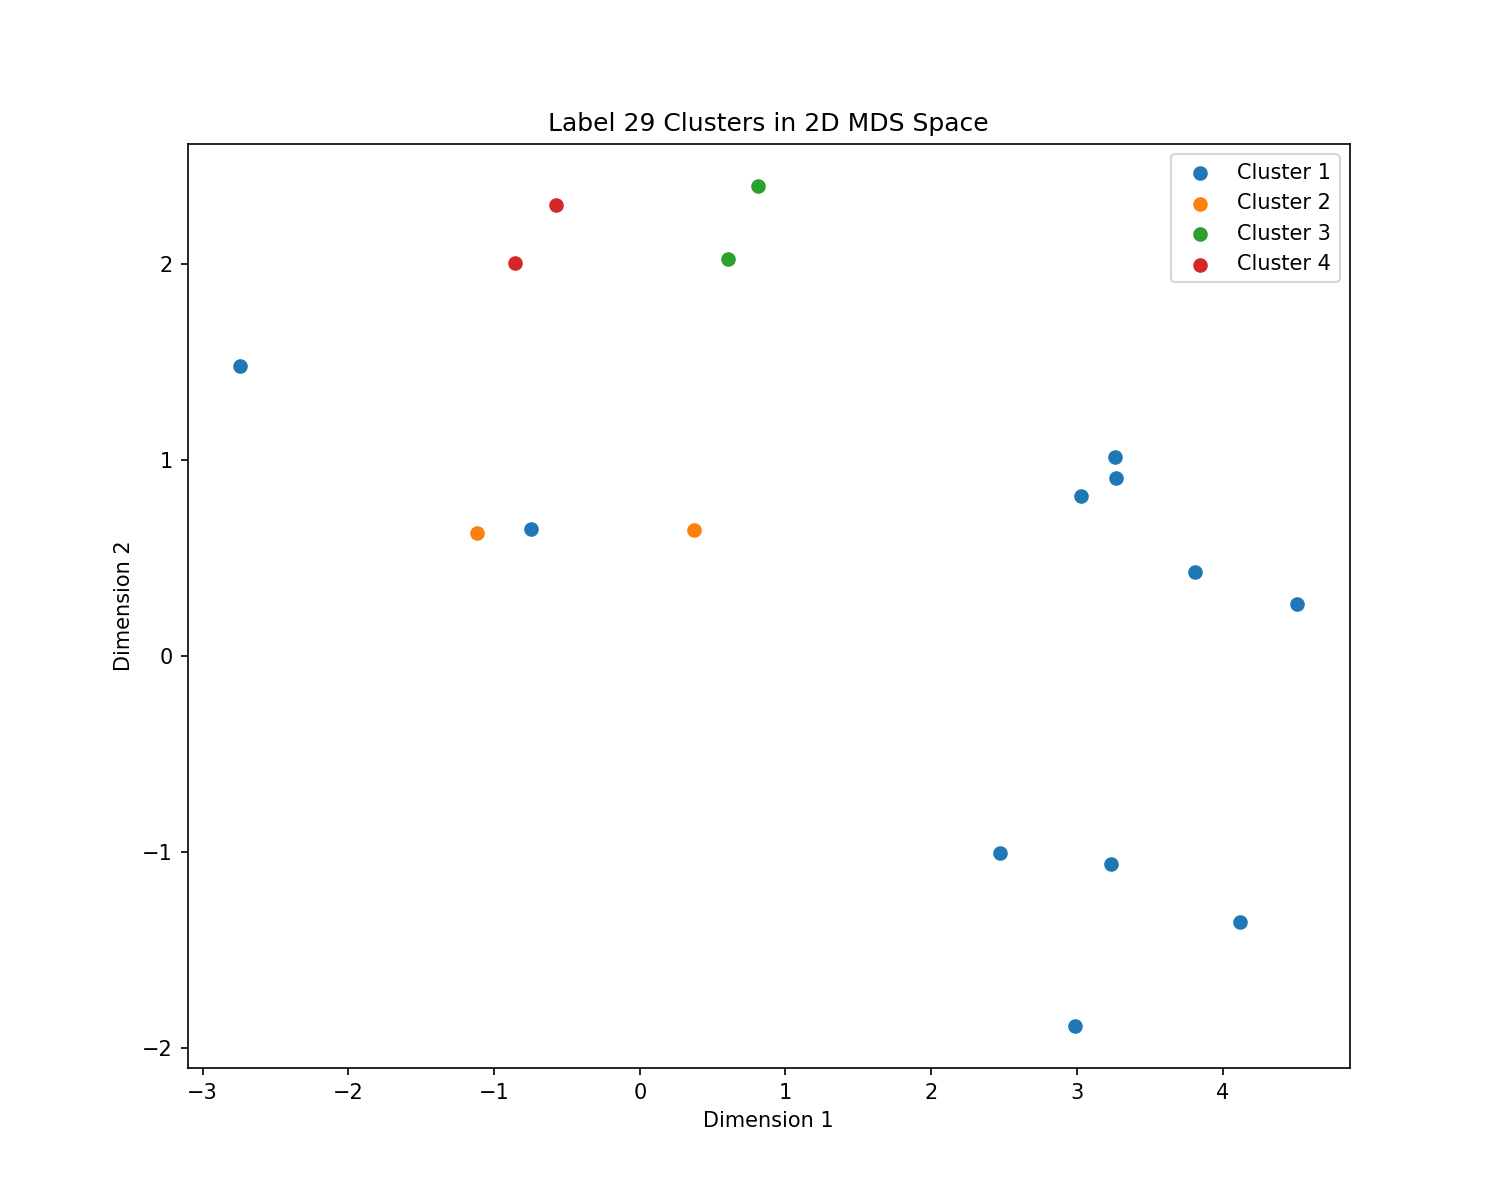 Label 29 Clusters in 2D MDS Space
Cluster 1
Cluster 2
Cluster 3
Cluster 4
Dimension 2
2
1
0
−1
−2
−3
−2
−1
0
1
2
3
4
Dimension 1